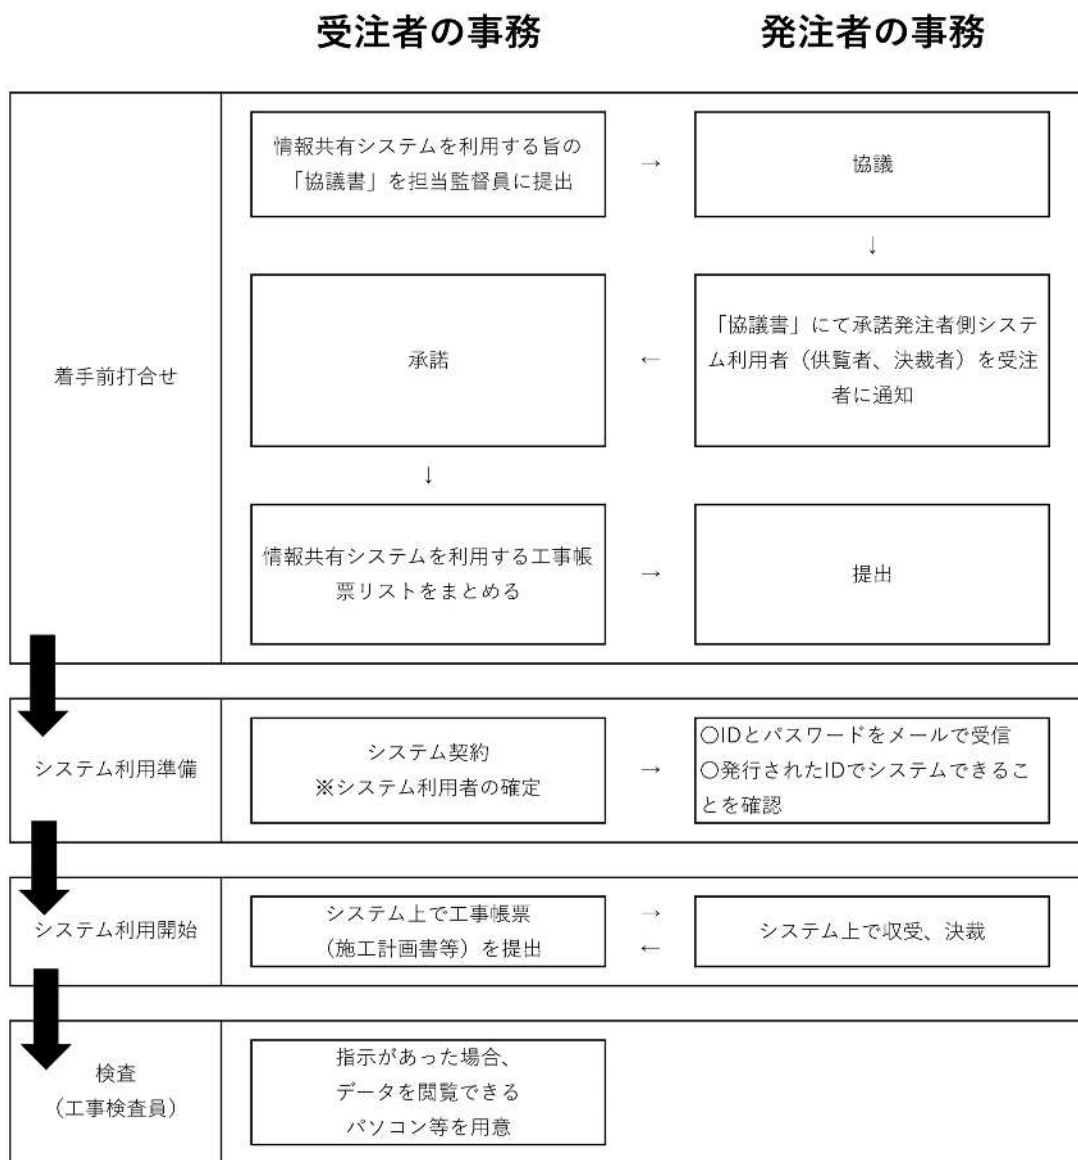 受注者の事務
発注者の事務
着手前打合せ
情報共有システムを利用する旨の
「協議書」を担当監督員に提出
→
協議
↓
「協議書」にて承諾発注者側システ
ム利用者（供覧者、決裁者）を受注
者に通知
←
承諾
↓
情報共有システムを利用する工事帳
票リストをまとめる
→
提出
システム利用準備
システム契約
※システム利用者の確定
→
○IDとパスワードをメールで受信
○発行されたIDでシステムできるこ
とを確認
システム利用開始
システム上で工事帳票
（施工計画書等）を提出
→
←
システム上で収受、決裁
検査
（工事検査員）
指示があった場合、
データを閲覧できる
パソコン等を用意